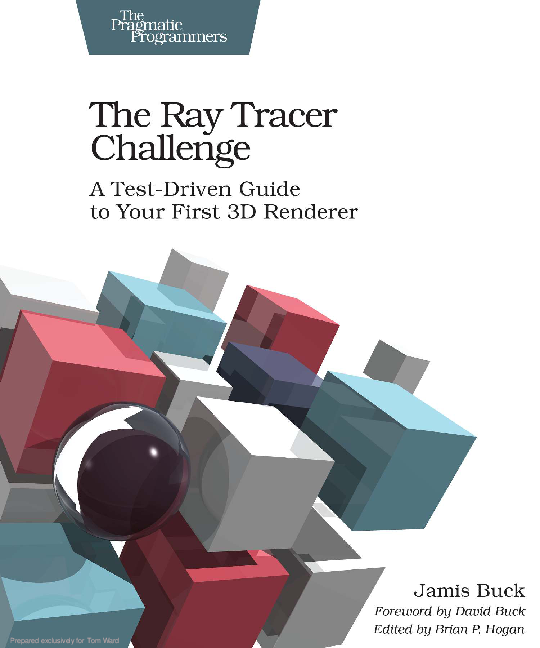 The
Pragmatic
Programmers
The Ray Tracer
Challenge
A Test-Driven Guide
to Your First 3D Renderer
Jamis Buck
Foreword by David Buck
Edited by Brian P. Hogan
Prepared exclusively for Tom Ward